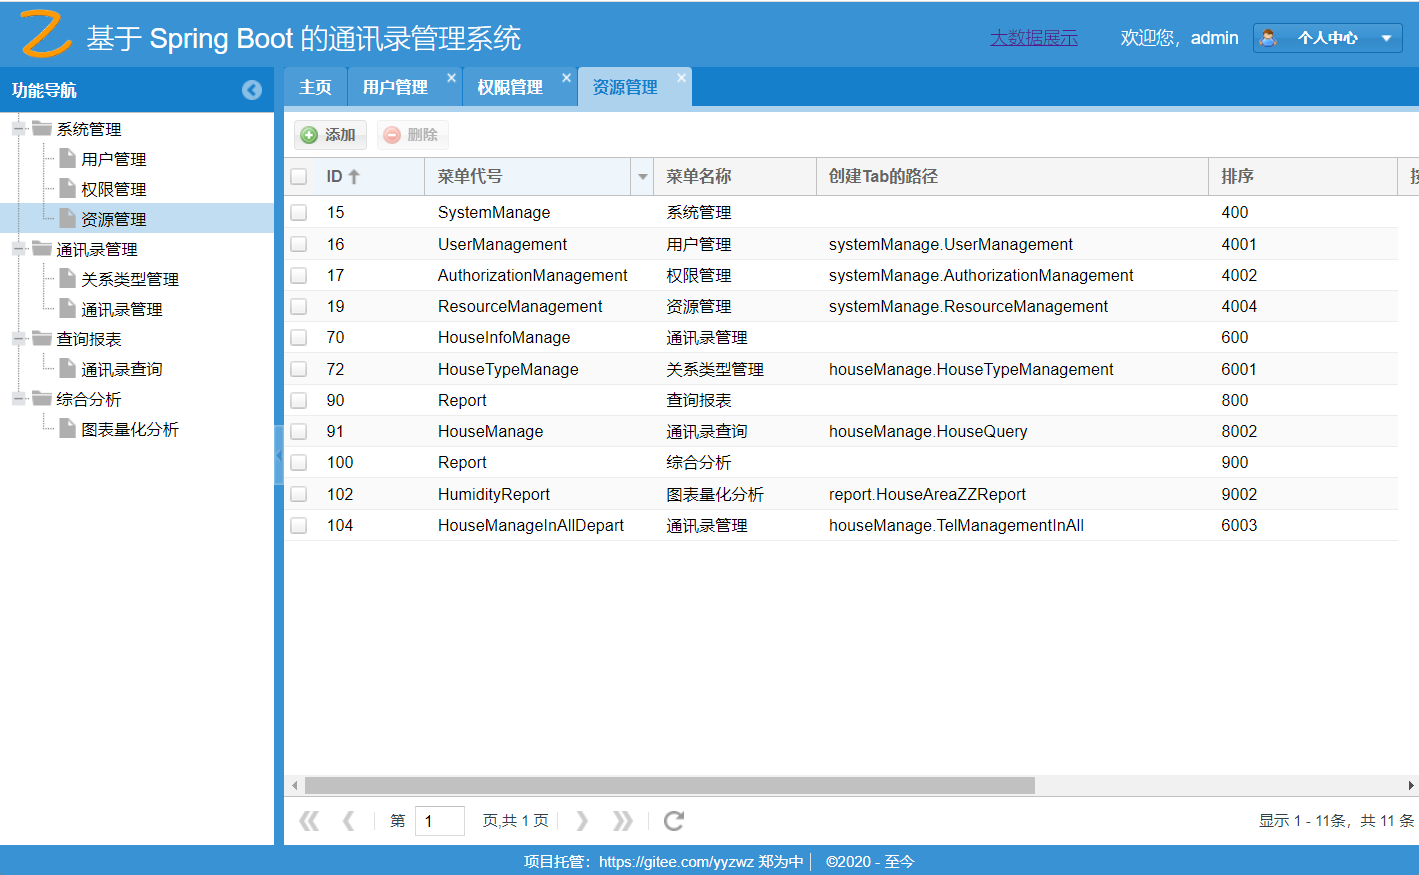 基于 Spring Boot 的通讯录管理系统
大数据展示 欢迎您，admin 个人中心
功能导航
系统管理
用户管理
权限管理
资源管理
通讯录管理
关系类型管理
通讯录管理
查询报表
通讯录查询
综合分析
图表量化分析
主页 用户管理 权限管理 资源管理
添加 删除
ID 菜单代号 菜单名称 创建Tab的路径 排序
15 SystemManage 系统管理 400
16 UserManagement 用户管理 systemManage.UserManagement 4001
17 AuthorizationManagement 权限管理 systemManage.AuthorizationManagement 4002
19 ResourceManagement 资源管理 systemManage.ResourceManagement 4004
70 HouseInfoManage 通讯录管理 600
72 HouseTypeManage 关系类型管理 houseManage.HouseTypeManagement 6001
90 Report 查询报表 800
91 HouseManage 通讯录查询 houseManage.HouseQuery 8002
100 Report 综合分析 900
102 HumidityReport 图表量化分析 report.HouseAreaZZReport 9002
104 HouseManageInAllDepart 通讯录管理 houseManage.TelManagementInAll 6003
第 1 页,共 1 页
显示 1 - 11条，共 11 条
项目托管：https://gitee.com/yyzwz 郑为中 │ ©2020 - 至今